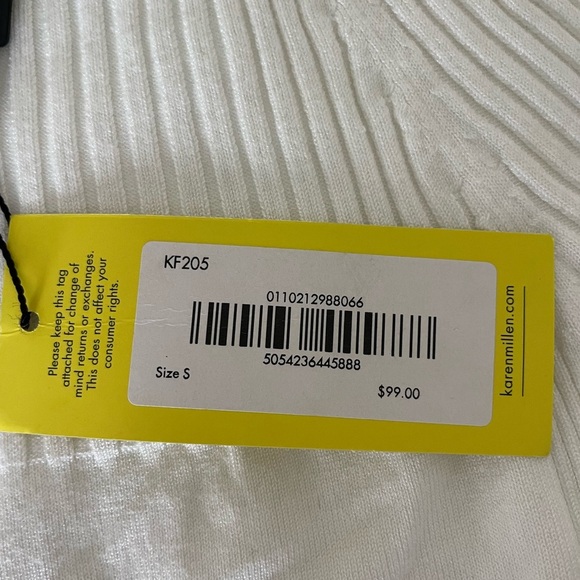 Please keep this tag
attached for change of
mind returns or exchanges.
This does not affect your
consumer rights.
KF205
0110212988066
5054236445888
Size S
$99.00
karenmillen.com